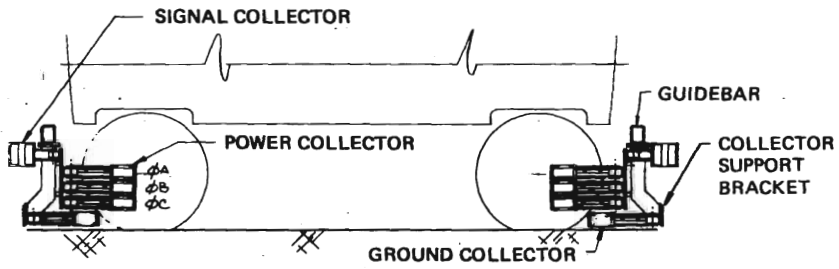 SIGNAL COLLECTOR
GUIDEBAR
POWER COLLECTOR
COLLECTOR
SUPPORT
BRACKET
ϕA
ϕB
ϕC
GROUND COLLECTOR